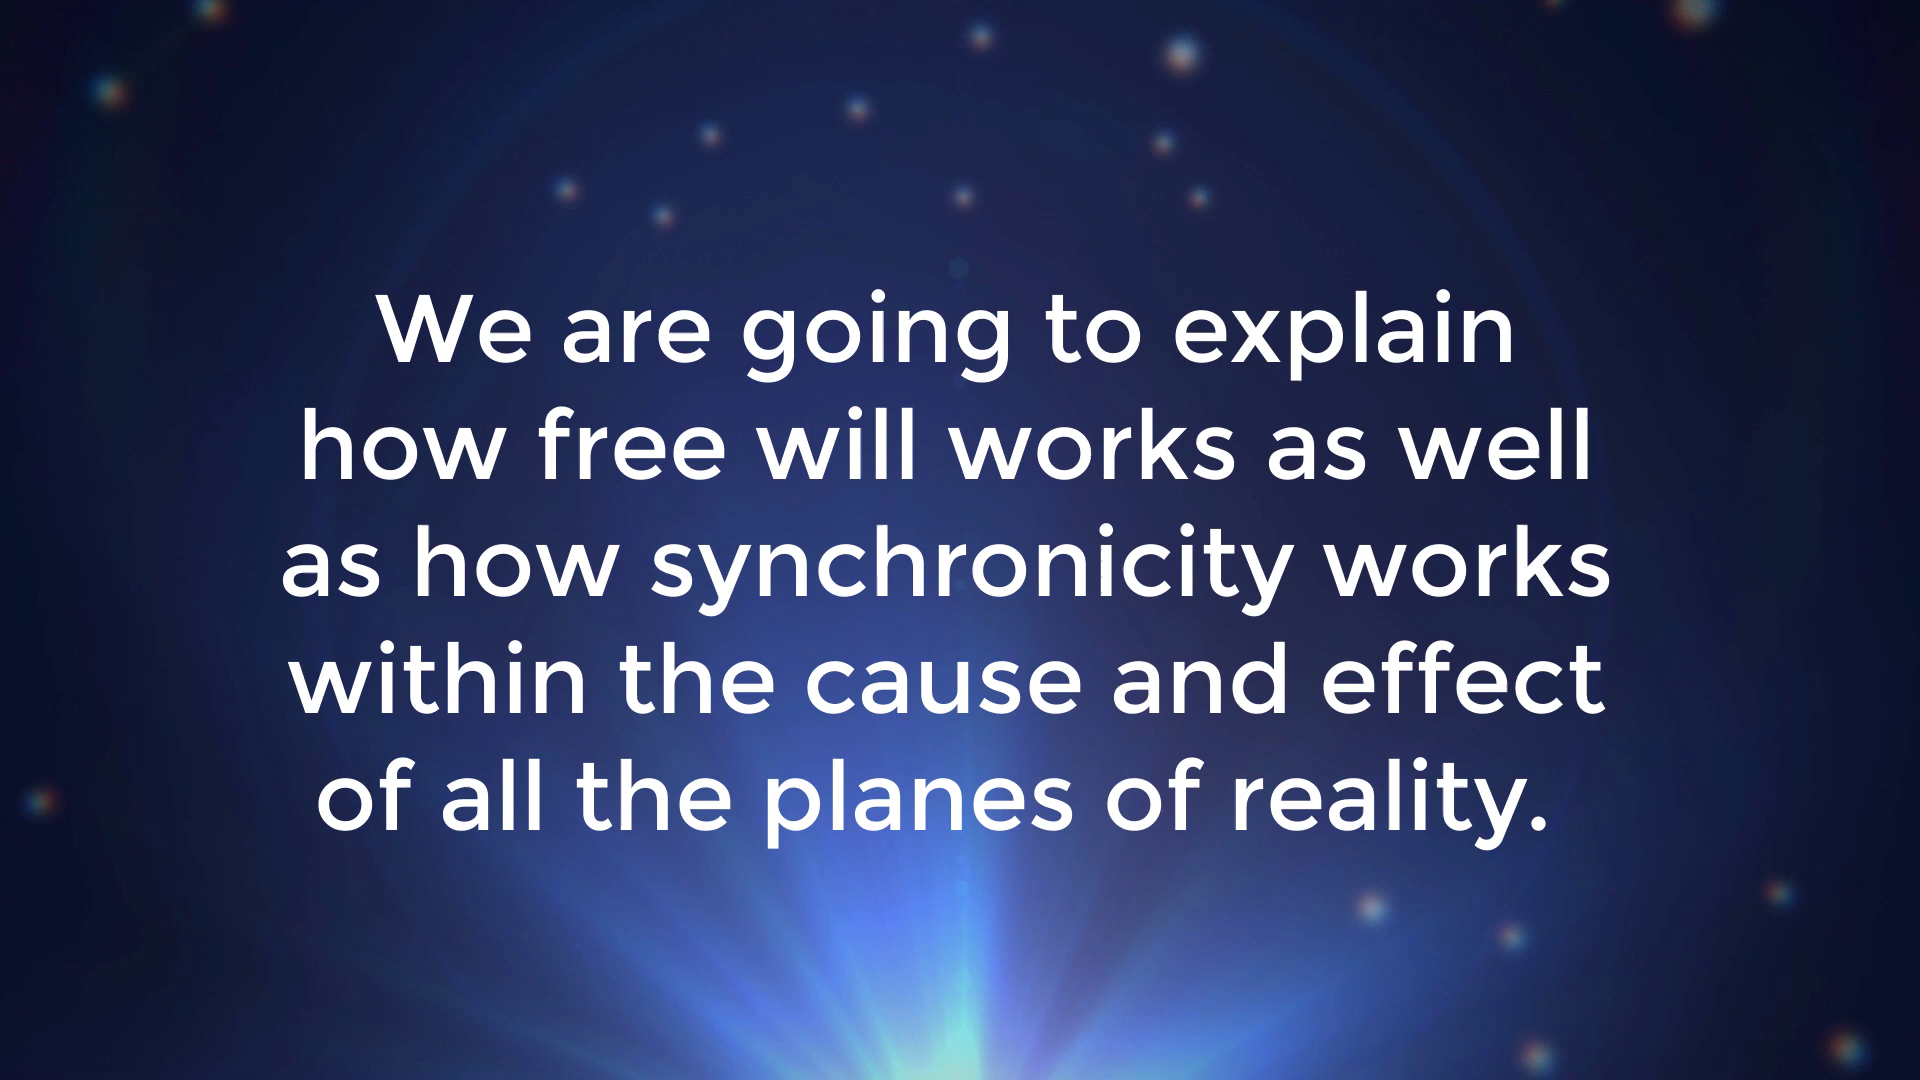 We are going to explain
how free will works as well
as how synchronicity works
within the cause and effect
of all the planes of reality.